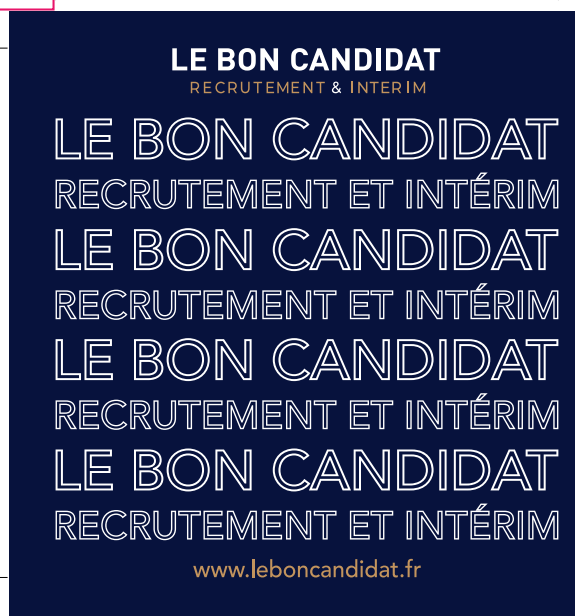 LE BON CANDIDAT
RECRUTEMENT & INTERIM
LE BON CANDIDAT
RECRUTEMENT ET INTÉRIM
LE BON CANDIDAT
RECRUTEMENT ET INTÉRIM
LE BON CANDIDAT
RECRUTEMENT ET INTÉRIM
LE BON CANDIDAT
RECRUTEMENT ET INTÉRIM
www.leboncandidat.fr